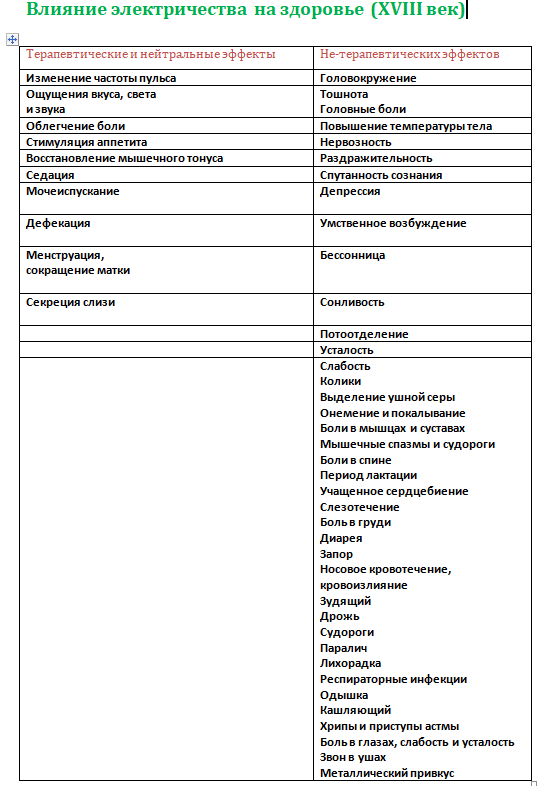 Влияние электричества на здоровье (XVIII век)
Терапевтические и нейтральные эффекты
Не-терапевтических эффектов
Изменение частоты пульса
Головокружение
Ощущения вкуса, света
и звука
Тошнота
Головные боли
Облегчение боли
Повышение температуры тела
Стимуляция аппетита
Нервозность
Восстановление мышечного тонуса
Раздражительность
Седация
Спутанность сознания
Мочеиспускание
Депрессия
Дефекация
Умственное возбуждение
Менструация,
сокращение матки
Бессонница
Секреция слизи
Сонливость
Потоотделение
Усталость
Слабость
Колики
Выделение ушной серы
Онемение и покалывание
Боли в мышцах и суставах
Мышечные спазмы и судороги
Боли в спине
Период лактации
Учащенное сердцебиение
Слезотечение
Боль в груди
Диарея
Запор
Носовое кровотечение,
кровоизлияние
Зудящий
Дрожь
Судороги
Паралич
Лихорадка
Респираторные инфекции
Одышка
Кашляющий
Хрипы и приступы астмы
Боль в глазах, слабость и усталость
Звон в ушах
Металлический привкус